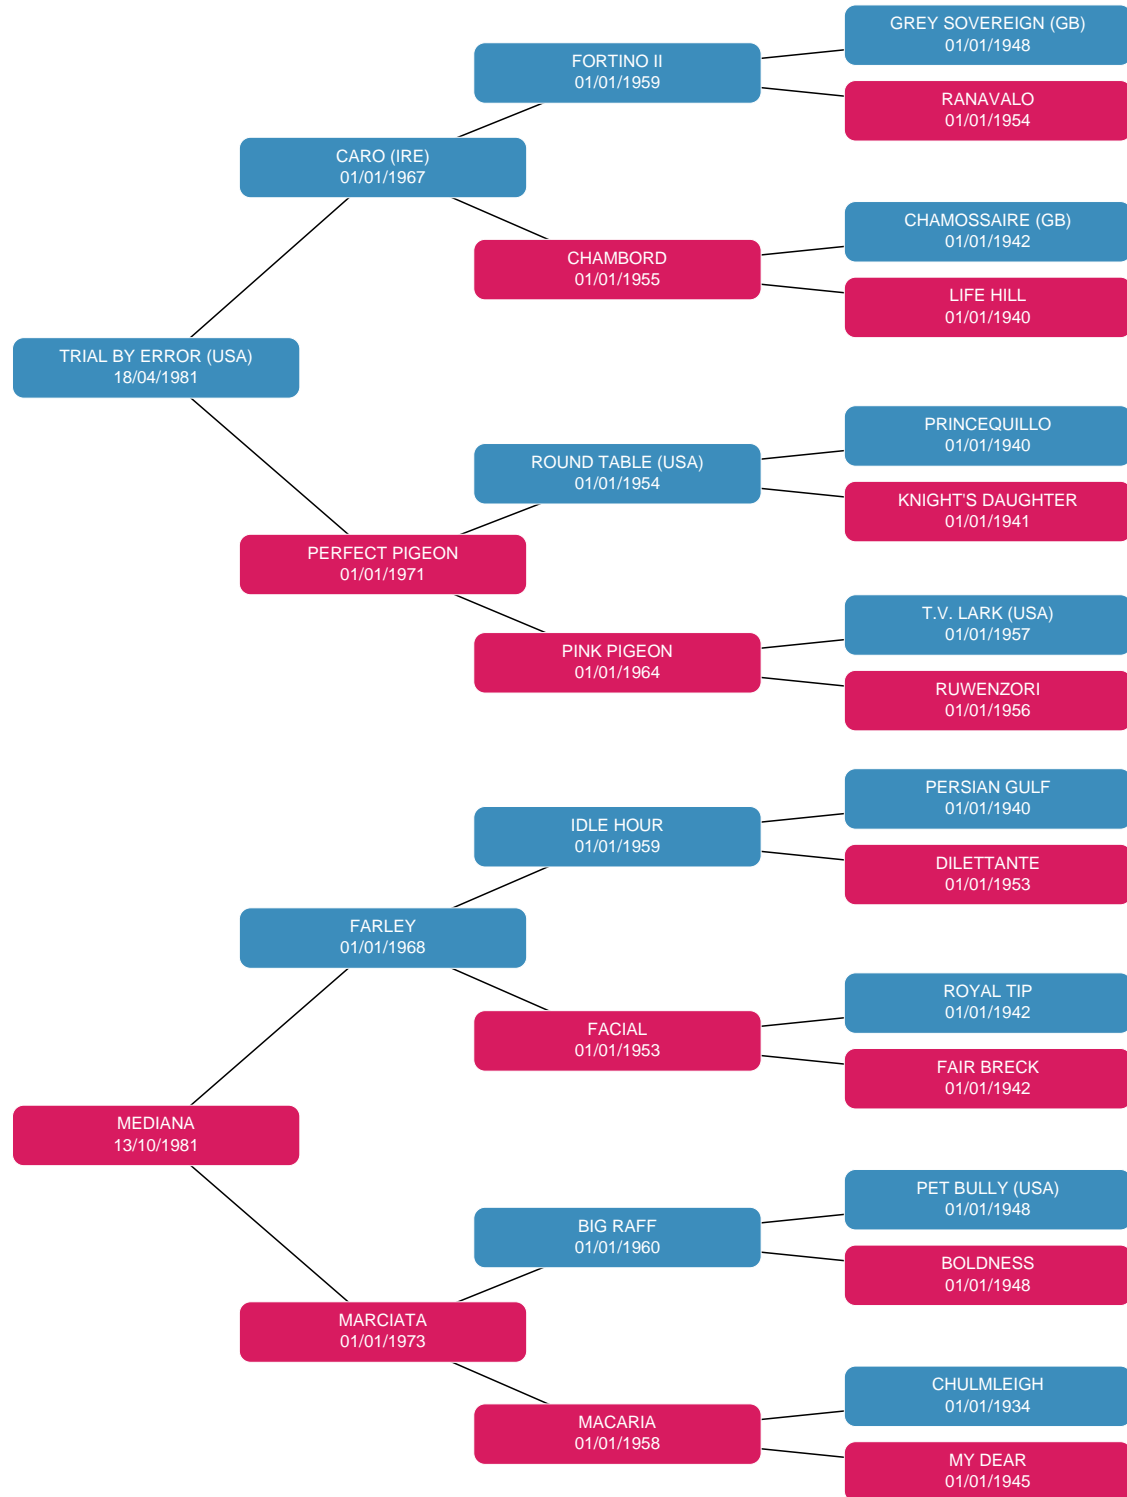 GREY SOVEREIGN (GB)
01/01/1948
FORTINO II
01/01/1959
RANAVALO
01/01/1954
CARO (IRE)
01/01/1967
CHAMOSSAIRE (GB)
01/01/1942
CHAMBORD
01/01/1955
LIFE HILL
01/01/1940
TRIAL BY ERROR (USA)
18/04/1981
PRINCEQUILLO
01/01/1940
ROUND TABLE (USA)
01/01/1954
KNIGHT'S DAUGHTER
01/01/1941
PERFECT PIGEON
01/01/1971
T.V. LARK (USA)
01/01/1957
PINK PIGEON
01/01/1964
RUWENZORI
01/01/1956
PERSIAN GULF
01/01/1940
IDLE HOUR
01/01/1959
DILETTANTE
01/01/1953
FARLEY
01/01/1968
ROYAL TIP
01/01/1942
FACIAL
01/01/1953
FAIR BRECK
01/01/1942
MEDIANA
13/10/1981
PET BULLY (USA)
01/01/1948
BIG RAFF
01/01/1960
BOLDNESS
01/01/1948
MARCIATA
01/01/1973
CHULMLEIGH
01/01/1934
MACARIA
01/01/1958
MY DEAR
01/01/1945